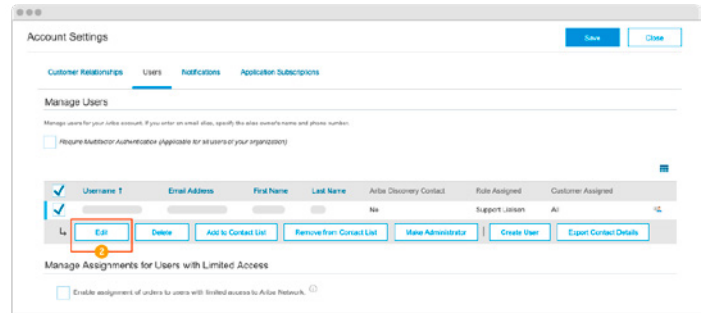 Account Settings
Save
Close
Customer Relationships
Users
Notifications
Application Subscriptions
Manage Users
Manage users for your Ariba account. If you enter an email alias, specify the alias owner's name and phone number.
Require Multifactor Authentication (Applicable for all users of your organization)
Username ↑
Email Address
First Name
Last Name
Ariba Discovery Contact
Role Assigned
Customer Assigned
No
Support Liaison
All
Edit
Delete
Add to Contact List
Remove from Contact List
Make Administrator
Create User
Export Contact Details
2
Manage Assignments for Users with Limited Access
Enable assignment of orders to users with limited access to Ariba Network.